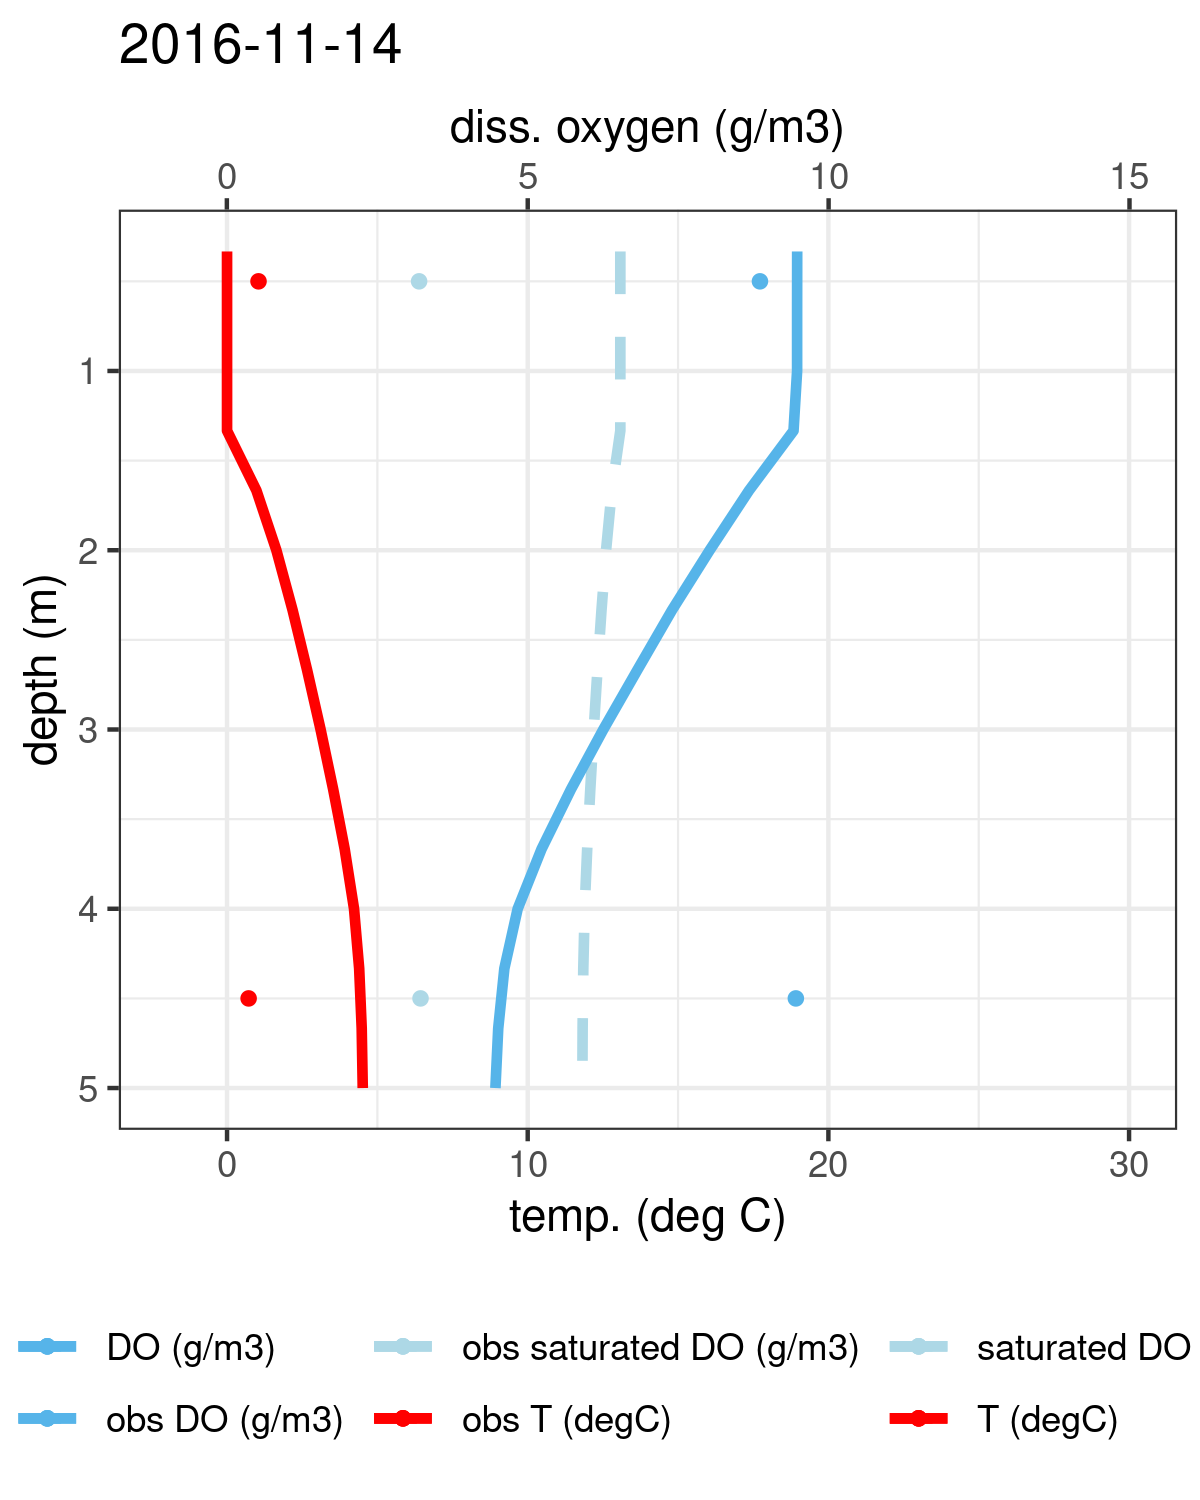 2016-11-14
diss. oxygen (g/m3)
0 5 10 15
depth (m)
1
2
3
4
5
0 10 20 30
temp. (deg C)
DO (g/m3) obs saturated DO (g/m3) saturated DO
obs DO (g/m3) obs T (degC) T (degC)